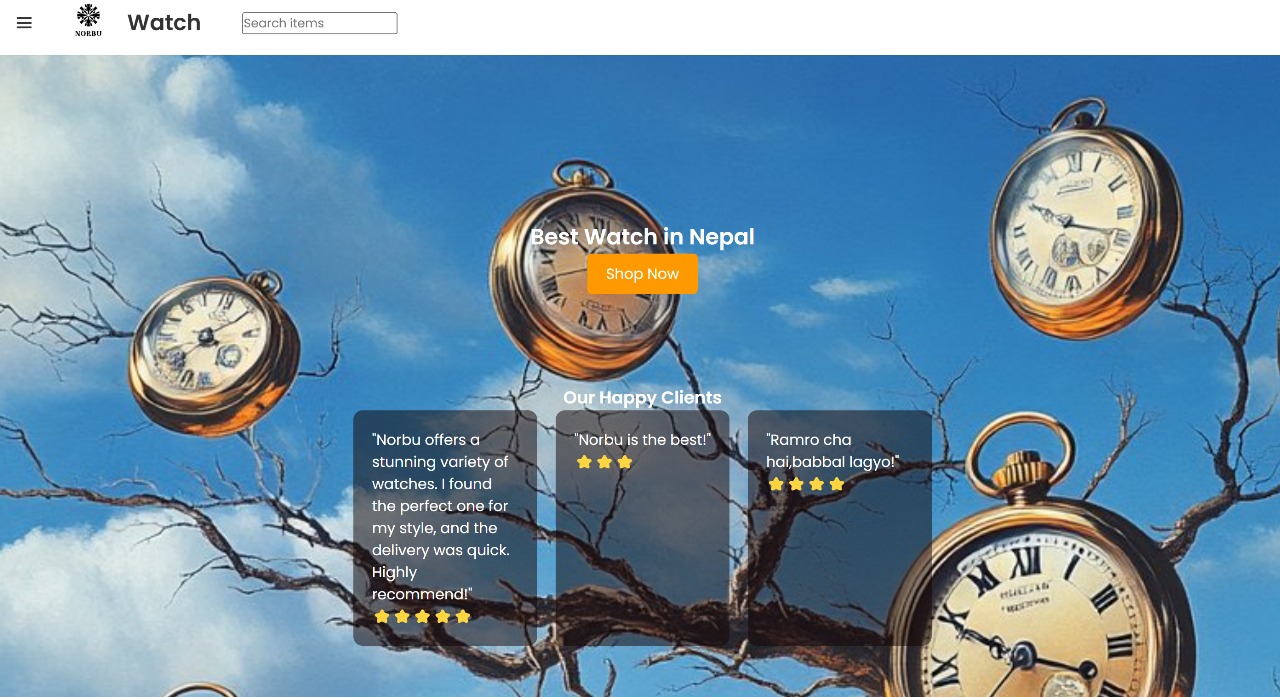 NORBU
Watch
Search items
Best Watch in Nepal
Shop Now
Our Happy Clients
"Norbu offers a
stunning variety of
watches. I found
the perfect one for
my style, and the
delivery was quick.
Highly
recommend!"
"Norbu is the best!"
"Ramro cha
hai,babbal lagyo!"